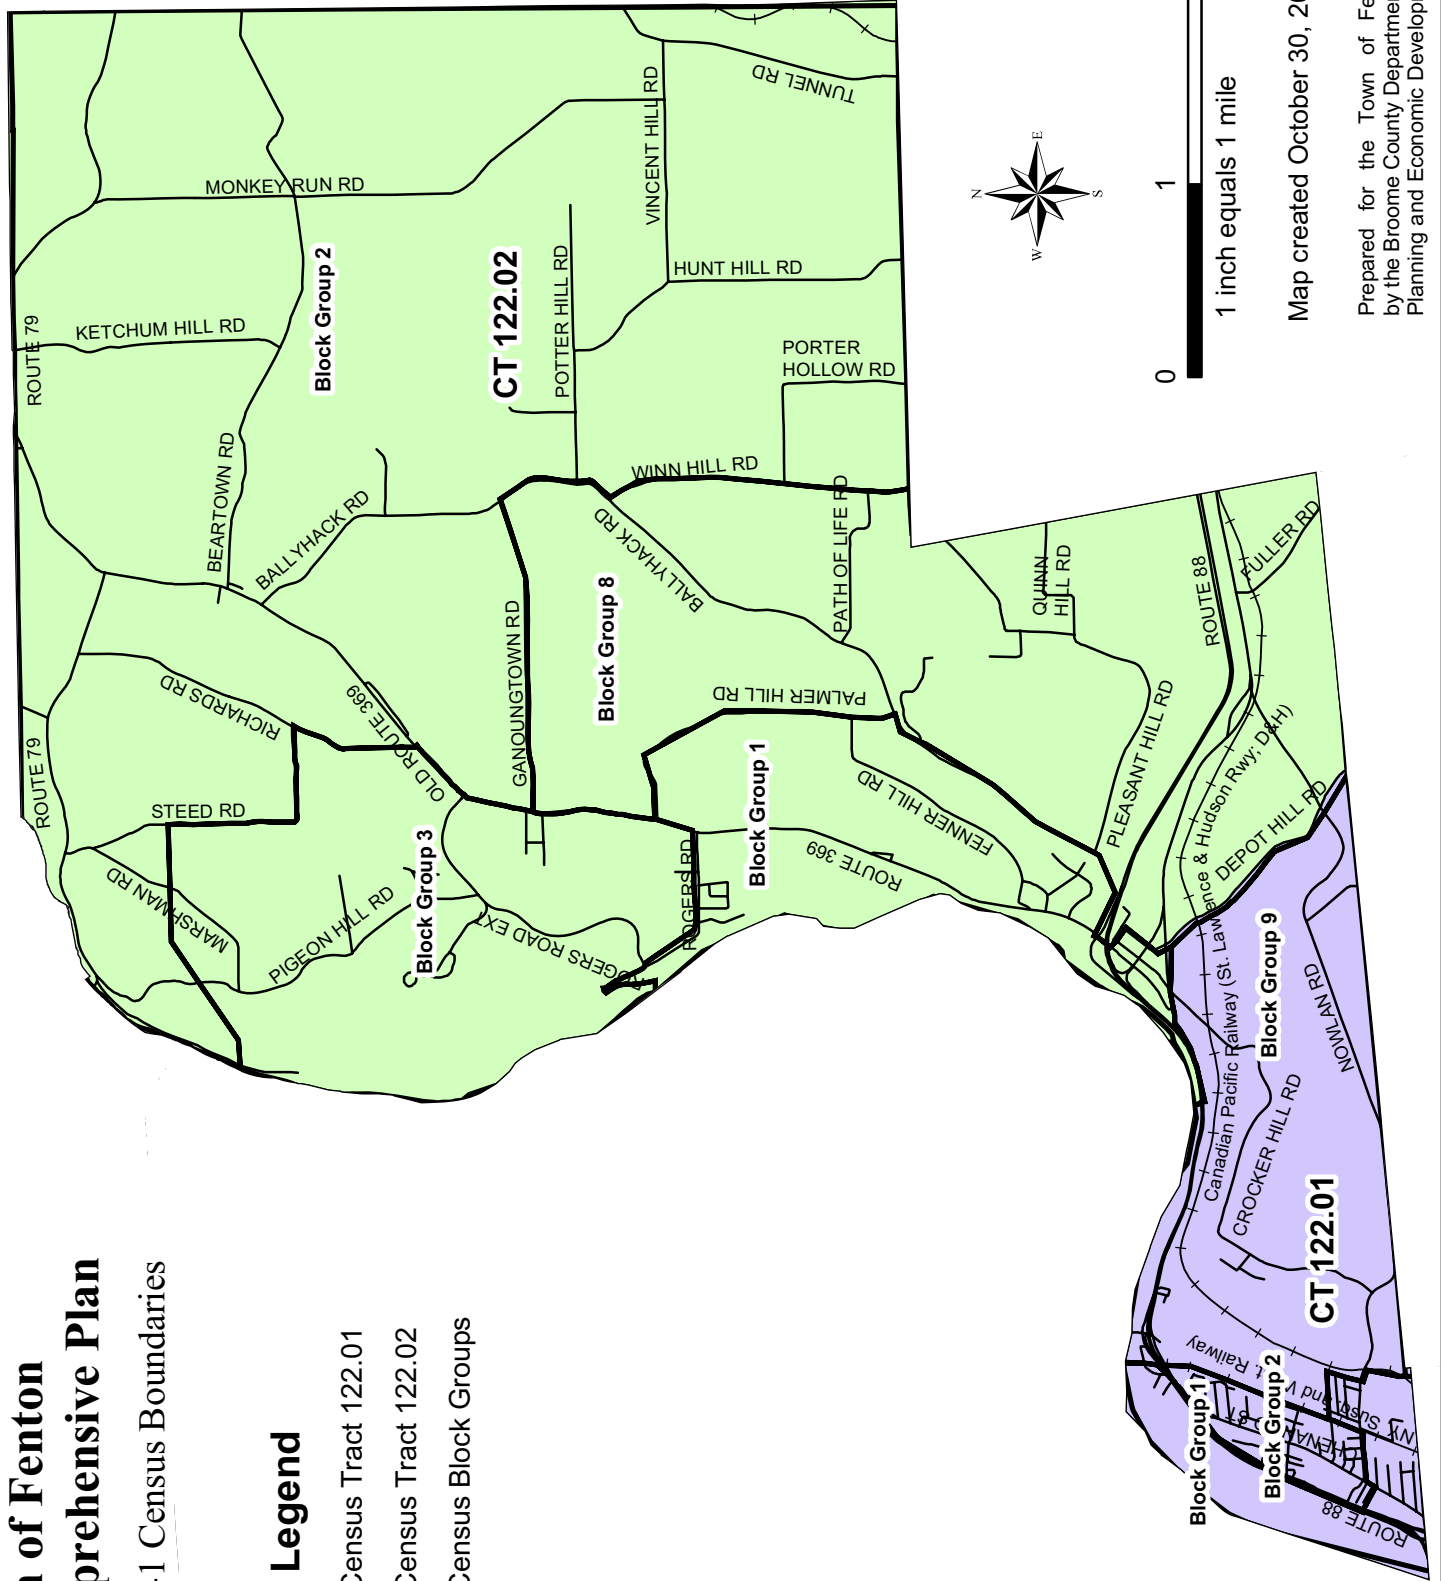 of Fenton
prehensive Plan
1 Census Boundaries
Legend
Census Tract 122.01
Census Tract 122.02
Census Block Groups
ROUTE 79
ROUTE 79
KETCHUM HILL RD
MONKEY RUN RD
BEARTOWN RD
BALLYHACK RD
RICHARDS RD
STEED RD
MARSHMAN RD
PIGEON HILL RD
OLD ROUTE 369
Block Group 2
CT 122.02
POTTER HILL RD
VINCENT HILL RD
TUNNEL RD
HUNT HILL RD
PORTER
HOLLOW RD
WINN HILL RD
GANOUNGTOWN RD
Block Group 8
BALLYHACK RD
PATH OF LIFE RD
PALMER HILL RD
Block Group 3
ROGERS RD
ROGERS ROAD EXT
Block Group 1
ROUTE 369
FENNER HILL RD
QUINN
HILL RD
PLEASANT HILL RD
ROUTE 88
FULLER RD
DEPOT HILL RD
Canadian Pacific Railway (St. Lawrence & Hudson Rwy; D&H)
Block Group 9
NOWLAN RD
CROCKER HILL RD
CT 122.01
Block Group 1
Block Group 2
CHENANGO ST
NY Susq. and W. Railway
ROUTE 88
N
E
S
W
0
1
1 inch equals 1 mile
Map created October 30, 20
Prepared for the Town of Fe
by the Broome County Departmen
Planning and Economic Develop